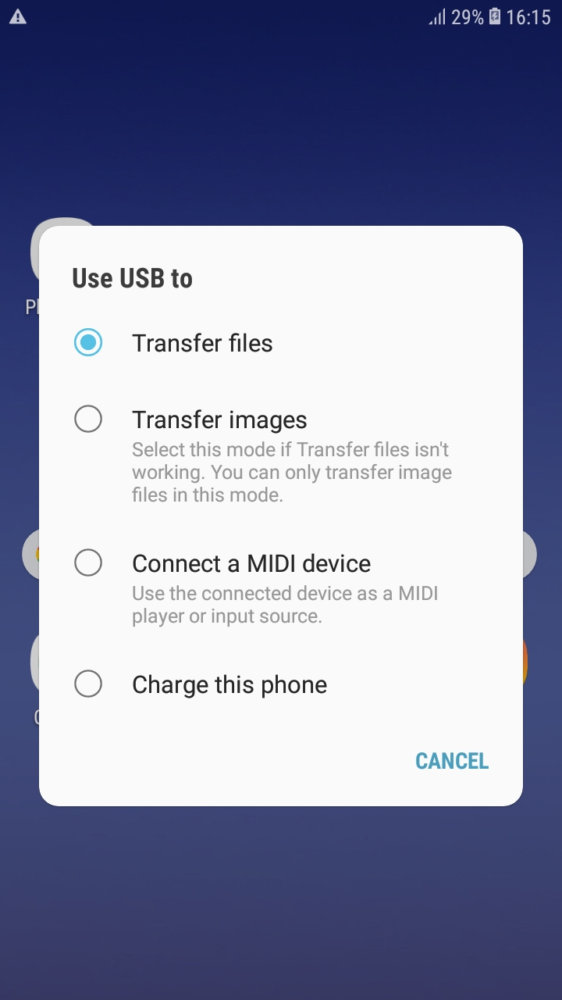 29% 16:15
Use USB to
Transfer files
Transfer images
Select this mode if Transfer files isn't
working. You can only transfer image
files in this mode.
Connect a MIDI device
Use the connected device as a MIDI
player or input source.
Charge this phone
CANCEL